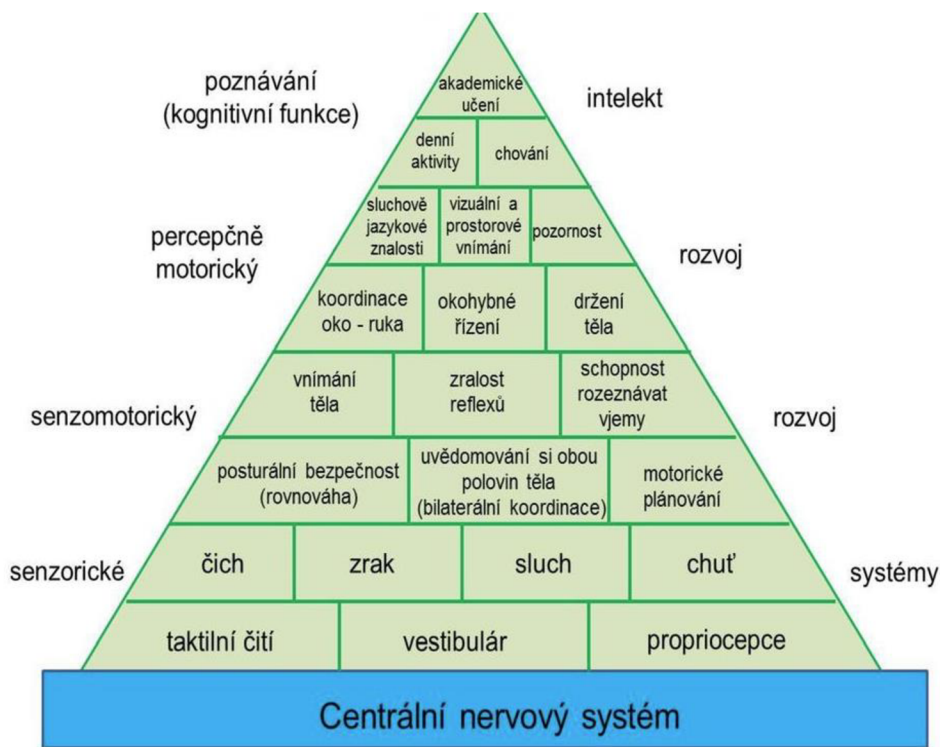 akademické
učení
poznávání
(kognitivní funkce)
intelekt
denní
aktivity
chování
sluchově
jazykové
znalosti
vizuální a
prostorové
vnímání
pozornost
percepčně
motorický
rozvoj
koordinace
oko - ruka
okohybné
řízení
držení
těla
vnímání
těla
zralost
reflexů
schopnost
rozeznávat
vjemy
senzomotorický
rozvoj
posturální bezpečnost
(rovnováha)
uvědomování si obou
polovin těla
(bilaterální koordinace)
motorické
plánování
senzorické
čich
zrak
sluch
chuť
systémy
taktilní čití
vestibulár
propriocepce
Centrální nervový systém